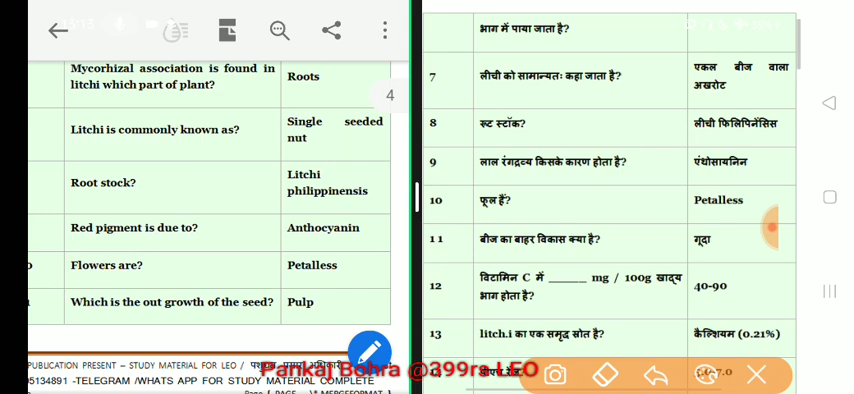 13:13
Mycorhizal association is found in
litchi which part of plant?
Roots
4
Litchi is commonly known as?
Single seeded
nut
Root stock?
Litchi
philippinensis
Red pigment is due to?
Anthocyanin
Flowers are?
Petalless
Which is the out growth of the seed?
Pulp
PUBLICATION PRESENT – STUDY MATERIAL FOR LEO /
05134891 -TELEGRAM /WHATS APP FOR STUDY MATERIAL COMPLETE
भाग में पाया जाता है?
7
लीची को सामान्यतः कहा जाता है?
एकल बीज वाला
अखरोट
8
रूट स्टॉक?
लीची फिलिपिनेंसिस
9
लाल रंगद्रव्य किसके कारण होता है?
एंथोसायनिन
10
फूल हैं?
Petalless
11
बीज का बाहर विकास क्या है?
गूदा
12
विटामिन C में ______ mg / 100g खाद्य
भाग होता है?
40-90
13
litch.i का एक समृद्ध स्रोत है?
कैल्शियम (0.21%)
Pankaj Bohra @399rs LEO